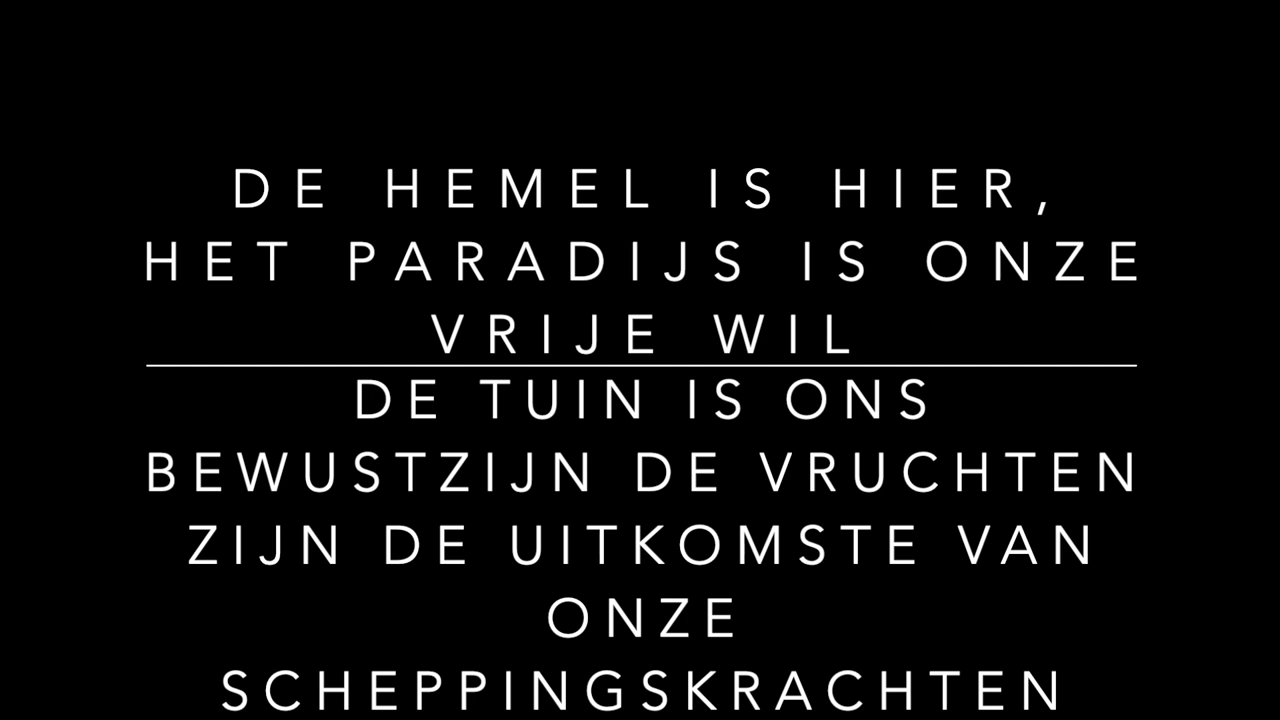 DE HEMEL IS HIER,
HET PARADIJS IS ONZE
VRIJE WIL
DE TUIN IS ONS
BEWUSTZIJN DE VRUCHTEN
ZIJN DE UITKOMSTE VAN
ONZE
SCHEPPINGSKRACHTEN